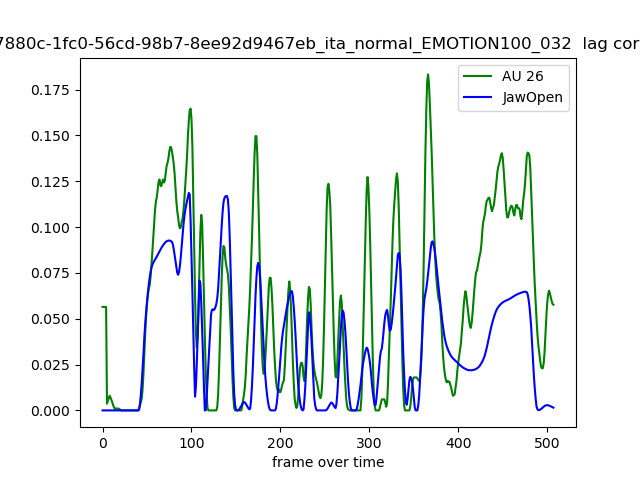 7880c-1fc0-56cd-98b7-8ee92d9467eb_ita_normal_EMOTION100_032 lag cor
AU 26
JawOpen
0.175
0.150
0.125
0.100
0.075
0.050
0.025
0.000
0 100 200 300 400 500
frame over time